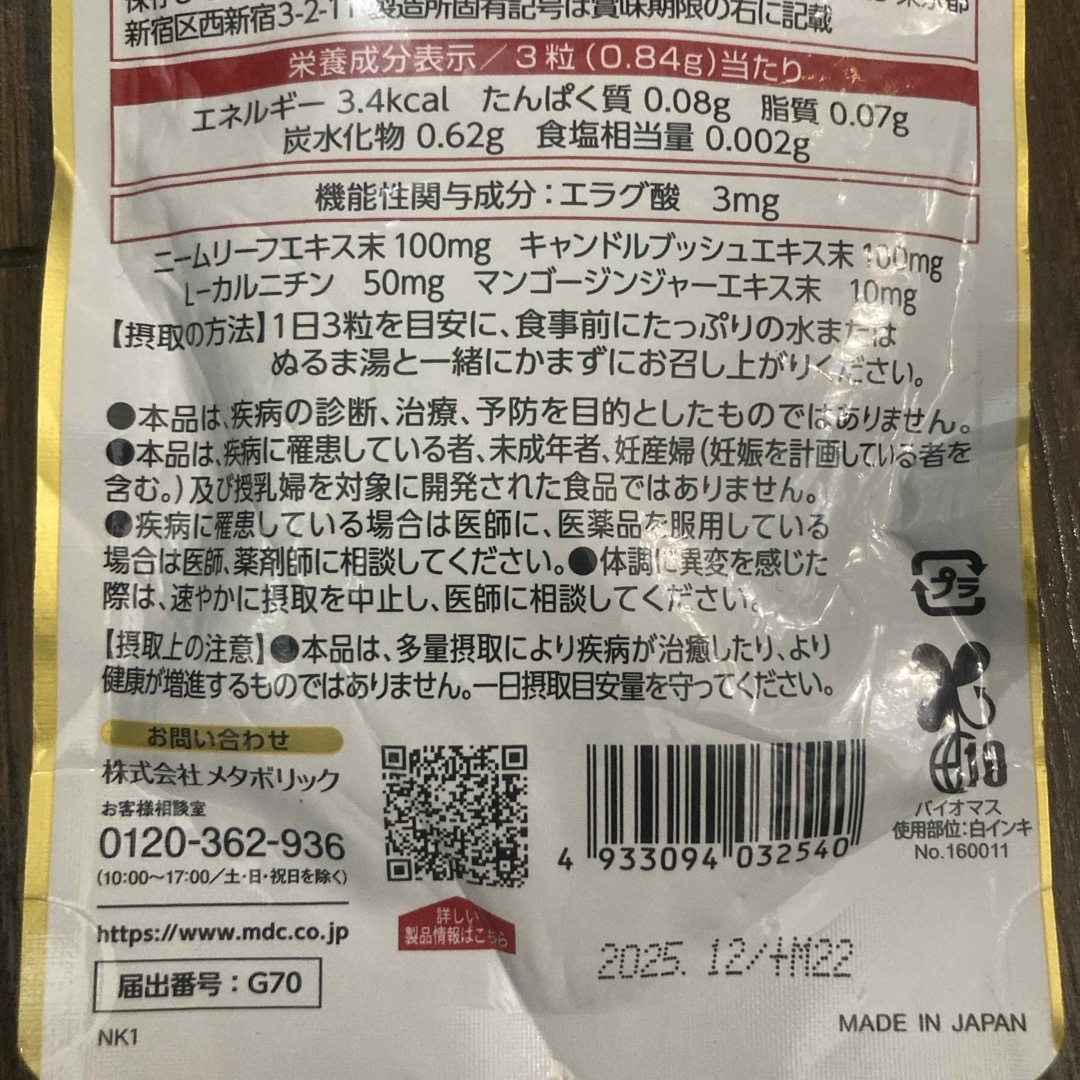 新宿区西新宿3-2-11 製造所固有記号は賞味期限の右に記載
栄養成分表示/3粒(0.84g)当たり
エネルギー 3.4kcal たんぱく質 0.08g 脂質 0.07g
炭水化物 0.62g 食塩相当量 0.002g
機能性関与成分:エラグ酸 3mg
ニームリーフエキス末 100mg キャンドルブッシュエキス末 100mg
L-カルニチン 50mg マンゴージンジャーエキス末 10mg
【摂取の方法】1日3粒を目安に、食事前にたっぷりの水または
ぬるま湯と一緒にかまずにお召し上がりください。
●本品は、疾病の診断、治療、予防を目的としたものではありません。
●本品は、疾病に罹患している者、未成年者、妊産婦(妊娠を計画している者を
含む。)及び授乳婦を対象に開発された食品ではありません。
●疾病に罹患している場合は医師に、医薬品を服用している
場合は医師、薬剤師に相談してください。●体調に異変を感じた
際は、速やかに摂取を中止し、医師に相談してください。
【摂取上の注意】●本品は、多量摂取により疾病が治癒したり、より
健康が増進するものではありません。一日摂取目安量を守ってください。
プラ
お問い合わせ
株式会社メタボリック
お客様相談室
0120-362-936
(10:00〜17:00/土・日・祝日を除く)
https://www.mdc.co.jp
届出番号:G70
NK1
詳しい
製品情報はこちら
4 933094 032540
10
バイオマス
使用部位:白インキ
No.160011
2025.12/+M22
MADE IN JAPAN